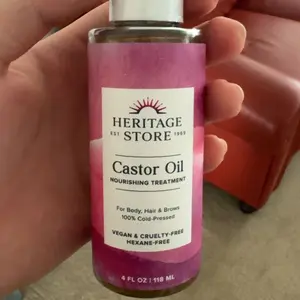 HERITAGE
EST STORE 1969
Castor Oil
NOURISHING TREATMENT
For Body, Hair & Brows
100% Cold-Pressed
VEGAN & CRUELTY-FREE
HEXANE-FREE
4 FL OZ | 118 ML